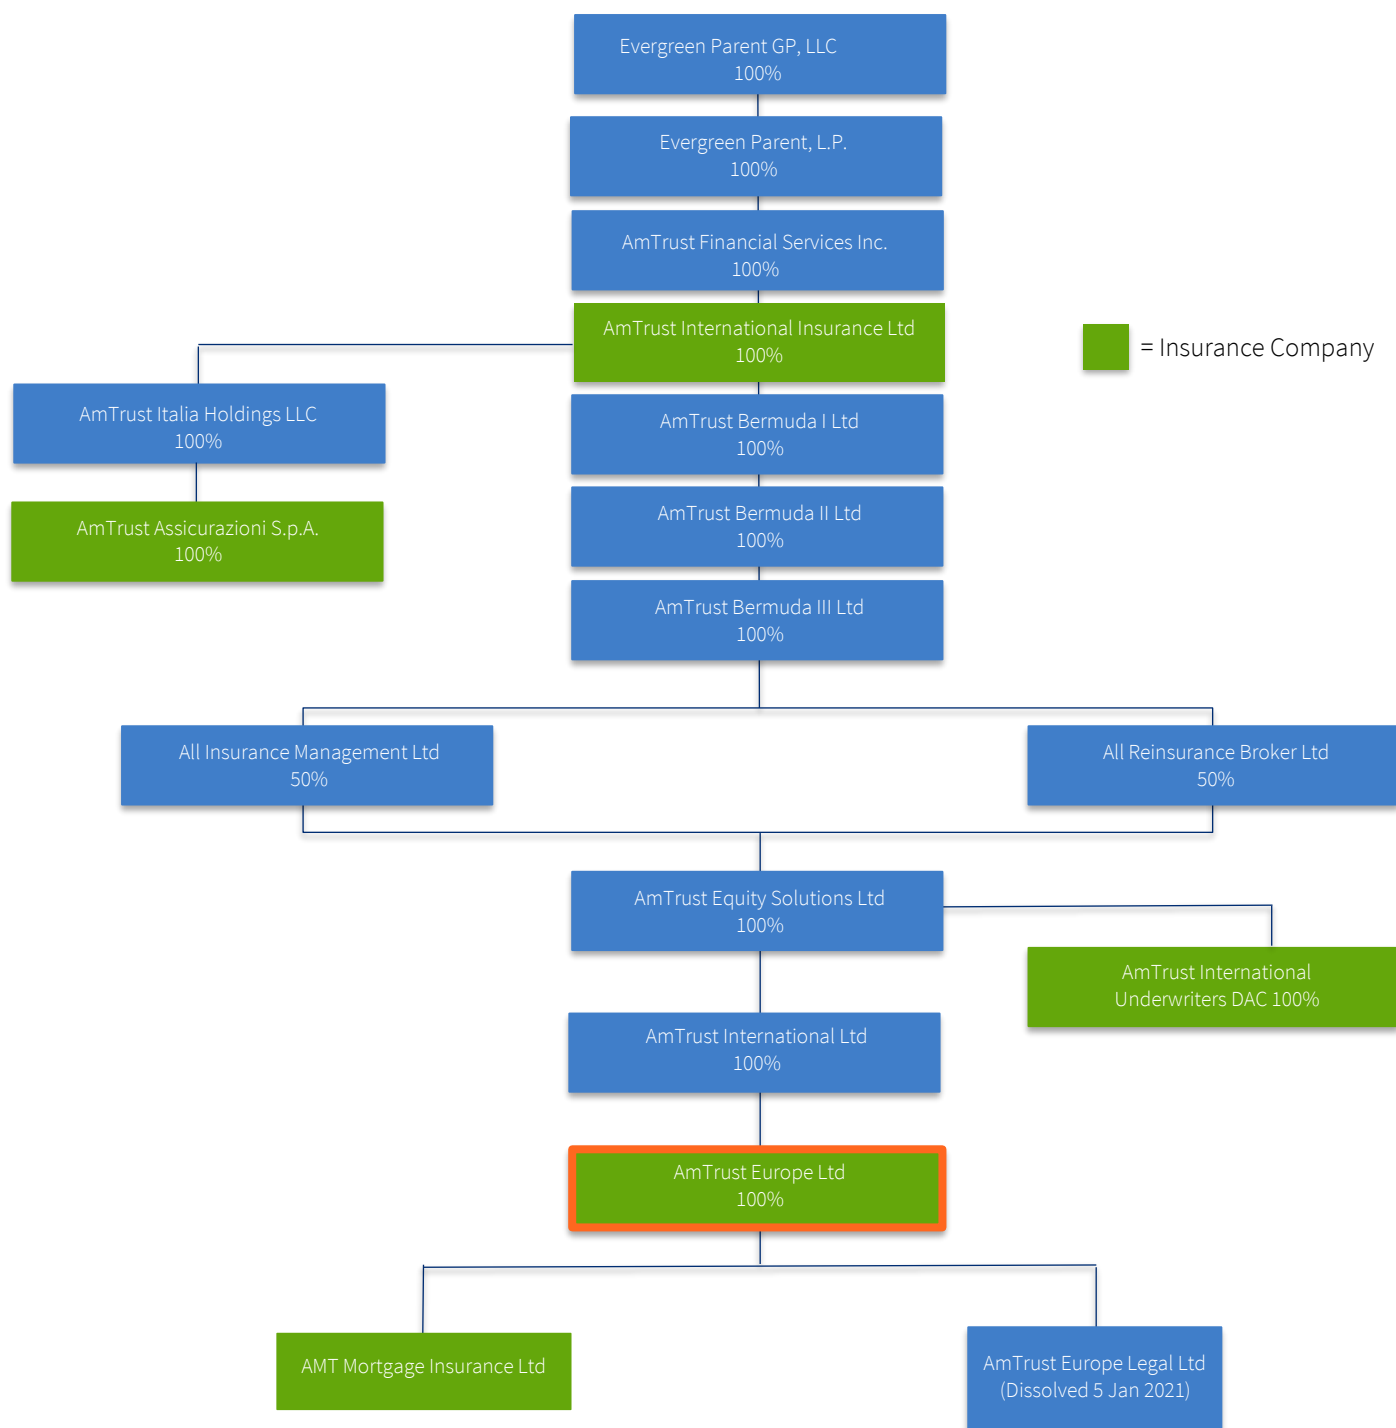 Evergreen Parent GP, LLC
100%
Evergreen Parent, L.P.
100%
AmTrust Financial Services Inc.
100%
AmTrust International Insurance Ltd
100%
= Insurance Company
AmTrust Italia Holdings LLC
100%
AmTrust Bermuda I Ltd
100%
AmTrust Assicurazioni S.p.A.
100%
AmTrust Bermuda II Ltd
100%
AmTrust Bermuda III Ltd
100%
All Insurance Management Ltd
50%
All Reinsurance Broker Ltd
50%
AmTrust Equity Solutions Ltd
100%
AmTrust International
Underwriters DAC 100%
AmTrust International Ltd
100%
AmTrust Europe Ltd
100%
AMT Mortgage Insurance Ltd
AmTrust Europe Legal Ltd
(Dissolved 5 Jan 2021)